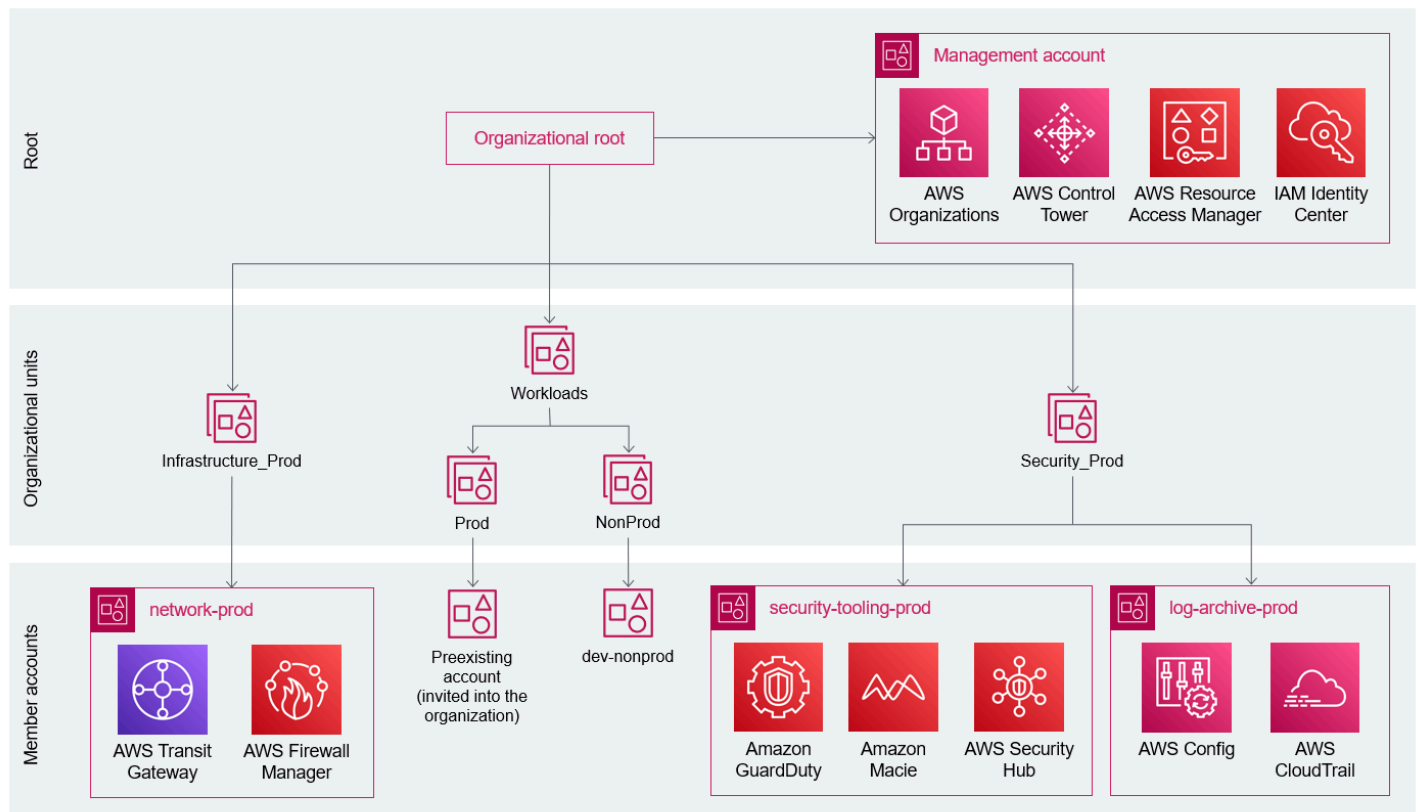 Root
Management account
Organizational root
AWS
Organizations
AWS Control
Tower
AWS Resource
Access Manager
IAM Identity
Center
Organizational units
Workloads
Infrastructure_Prod
Security_Prod
Prod
NonProd
Member accounts
network-prod
AWS Transit
Gateway
AWS Firewall
Manager
Preexisting
account
(invited into the
organization)
dev-nonprod
security-tooling-prod
Amazon
GuardDuty
Amazon
Macie
AWS Security
Hub
log-archive-prod
AWS Config
AWS
CloudTrail